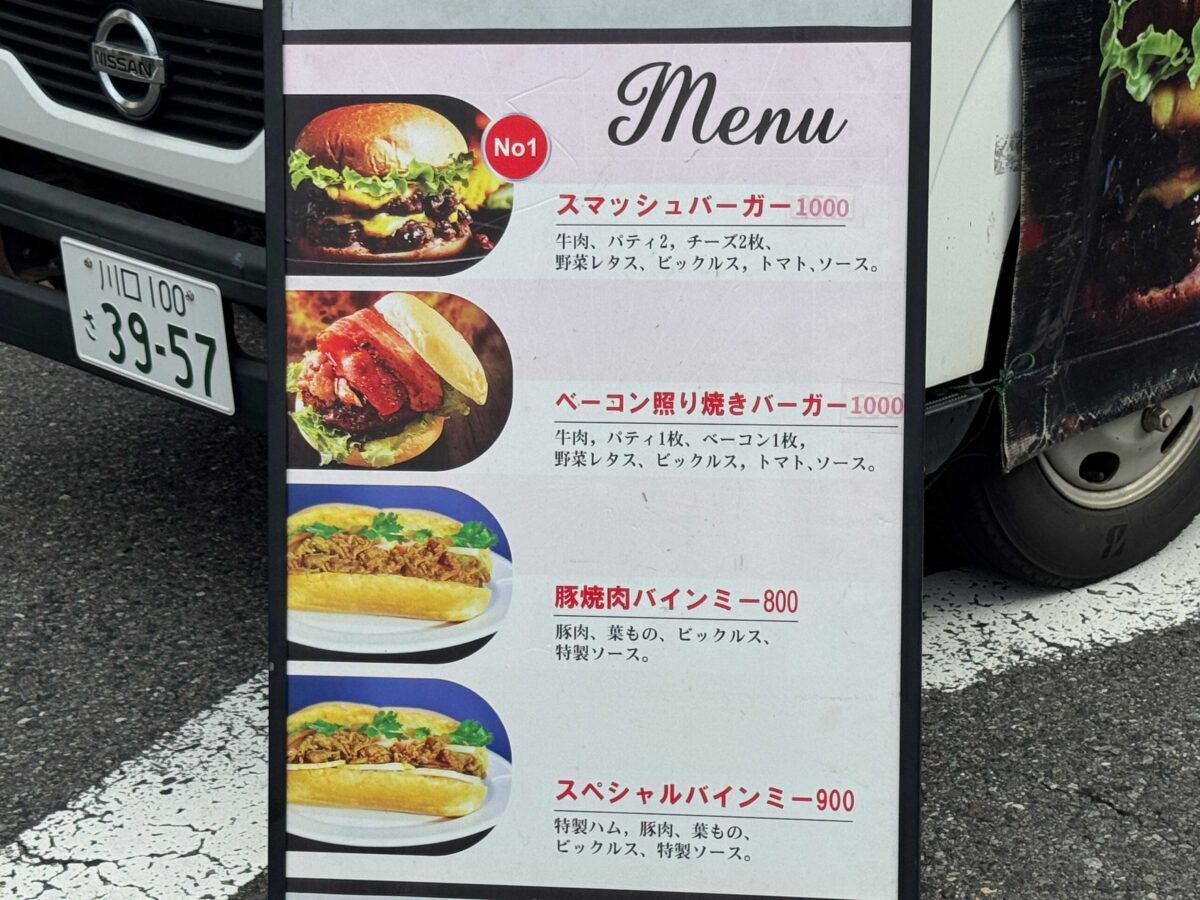 NISSAN
川口 100
さ 39-57
Menu
No1
スマッシュバーガー1000
牛肉、パティ2，チーズ2枚、
野菜レタス、ビックルス，トマト、ソース。
ベーコン照り焼きバーガー1000
牛肉，パティ1枚、ベーコン1枚，
野菜レタス、ビックルス，トマト、ソース。
豚焼肉バインミー800
豚肉、葉もの、ビックルス、
特製ソース。
スペシャルバインミー900
特製ハム，豚肉、葉もの、
ビックルス、特製ソース。